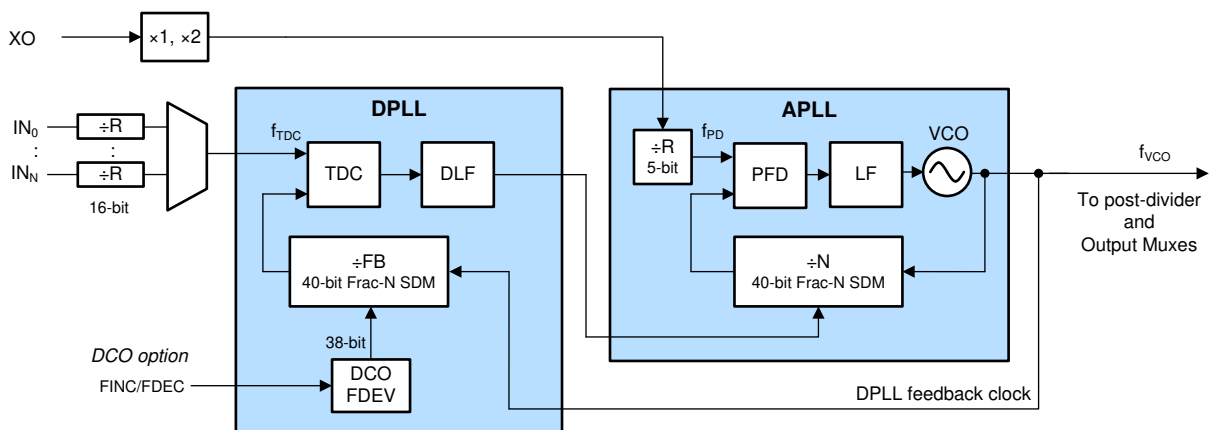 XO
×1, ×2
DPLL
APLL
IN0
:
INN
÷R
:
÷R
16-bit
fTDC
TDC
DLF
÷R
5-bit
fPD
PFD
LF
VCO
fVCO
To post-divider
and
Output Muxes
÷FB
40-bit Frac-N SDM
÷N
40-bit Frac-N SDM
38-bit
DCO option
FINC/FDEC
DCO
FDEV
DPLL feedback clock